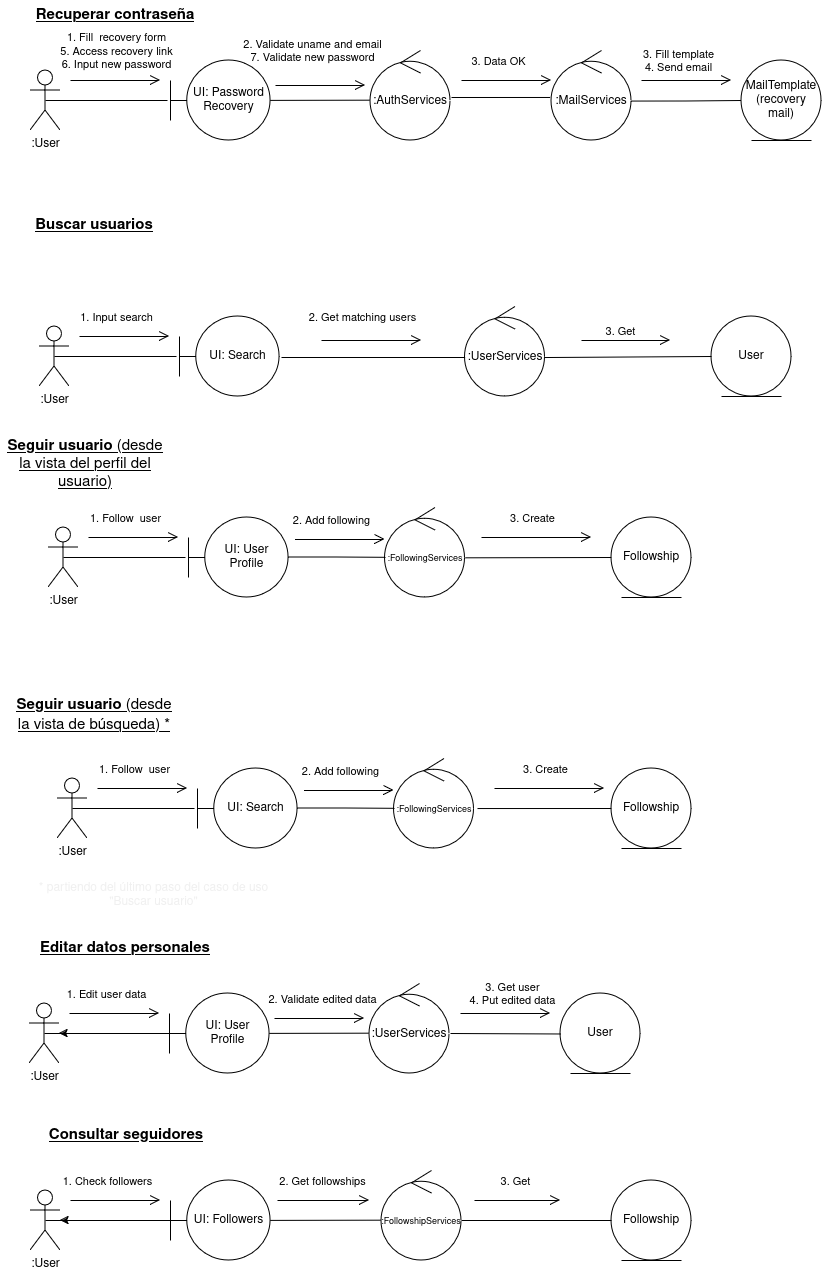 Recuperar contraseña
1. Fill recovery form
5. Access recovery link
6. Input new password
2. Validate uname and email
7. Validate new password
3. Data OK
3. Fill template
4. Send email
UI: Password
Recovery
:AuthServices
:MailServices
MailTemplate
(recovery
mail)
:User
Buscar usuarios
1. Input search
2. Get matching users
3. Get
UI: Search
:UserServices
User
:User
Seguir usuario (desde
la vista del perfil del
usuario)
1. Follow user
2. Add following
3. Create
UI: User
Profile
:FollowingServices
Followship
:User
Seguir usuario (desde
la vista de búsqueda) *
1. Follow user
2. Add following
3. Create
UI: Search
:FollowingServices
Followship
:User
* partiendo del último paso del caso de uso
"Buscar usuario"
Editar datos personales
1. Edit user data
2. Validate edited data
3. Get user
4. Put edited data
UI: User
Profile
:UserServices
User
:User
Consultar seguidores
1. Check followers
2. Get followships
3. Get
UI: Followers
:FollowshipServices
Followship
:User